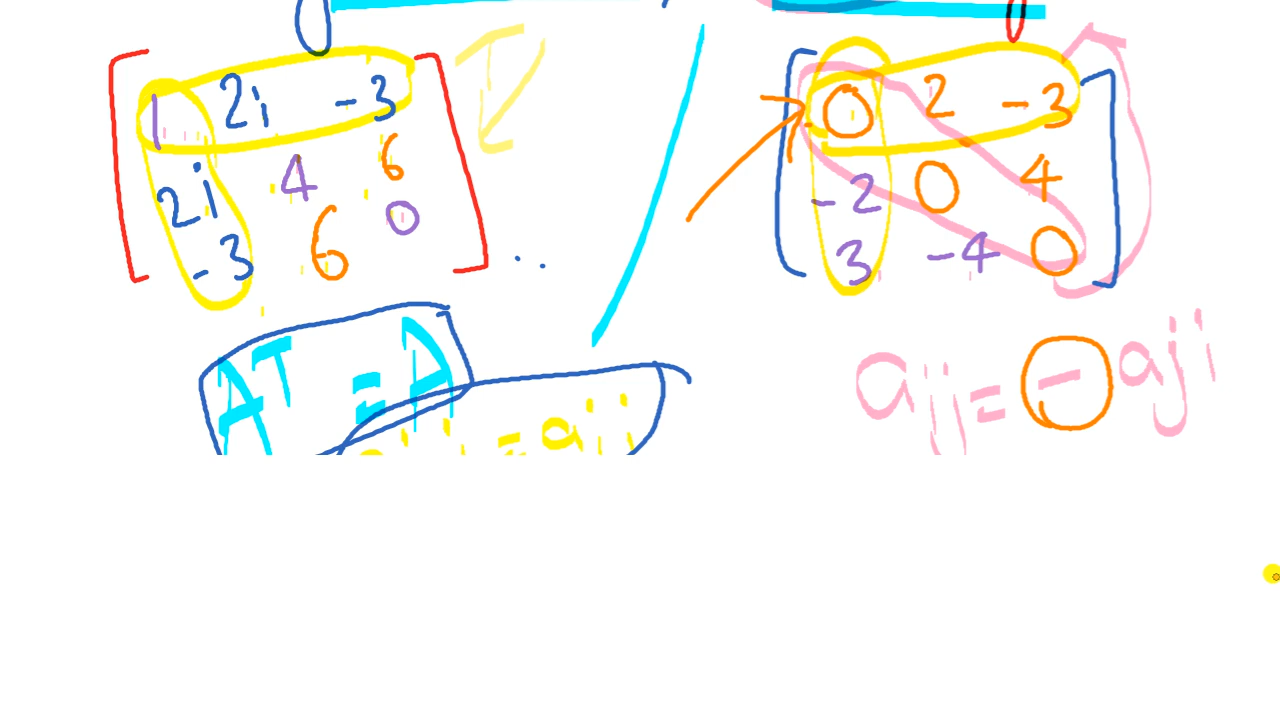 1 2i -3
2i 4 6
-3 6 0
0 2 -3
-2 0 4
3 -4 0
A^T = A
= aji
aij = -aji